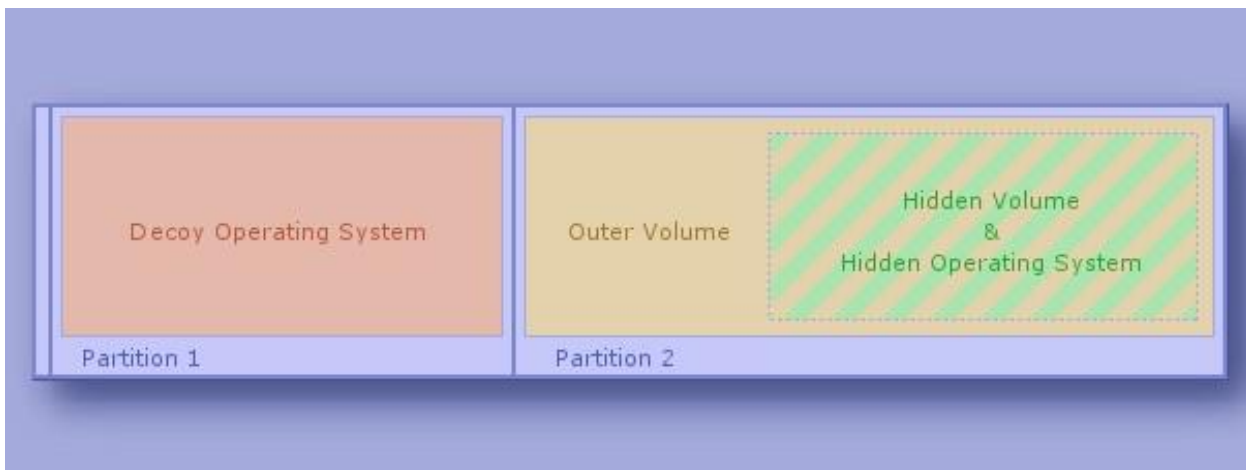 Decoy Operating System
Outer Volume
Hidden Volume
&
Hidden Operating System
Partition 1
Partition 2